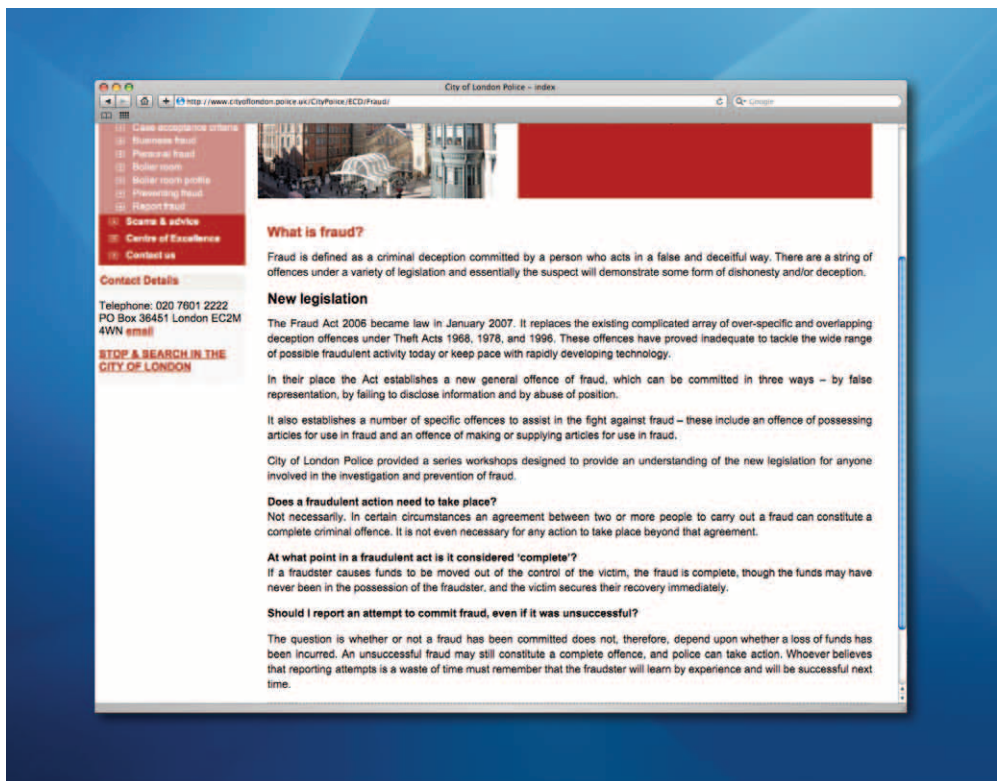 City of London Police – index
http://www.cityoflondon.police.uk/CityPolice/ECD/Fraud/
Google
Case acceptance criteria
Business fraud
Personal fraud
Boiler room
Boiler room profile
Preventing fraud
Report fraud
Scams & advice
Centre of Excellence
Contact us
Contact Details
Telephone: 020 7601 2222
PO Box 36451 London EC2M
4WN email
STOP & SEARCH IN THE
CITY OF LONDON
What is fraud?
Fraud is defined as a criminal deception committed by a person who acts in a false and deceitful way. There are a string of
offences under a variety of legislation and essentially the suspect will demonstrate some form of dishonesty and/or deception.
New legislation
The Fraud Act 2006 became law in January 2007. It replaces the existing complicated array of over-specific and overlapping
deception offences under Theft Acts 1968, 1978, and 1996. These offences have proved inadequate to tackle the wide range
of possible fraudulent activity today or keep pace with rapidly developing technology.
In their place the Act establishes a new general offence of fraud, which can be committed in three ways – by false
representation, by failing to disclose information and by abuse of position.
It also establishes a number of specific offences to assist in the fight against fraud – these include an offence of possessing
articles for use in fraud and an offence of making or supplying articles for use in fraud.
City of London Police provided a series workshops designed to provide an understanding of the new legislation for anyone
involved in the investigation and prevention of fraud.
Does a fraudulent action need to take place?
Not necessarily. In certain circumstances an agreement between two or more people to carry out a fraud can constitute a
complete criminal offence. It is not even necessary for any action to take place beyond that agreement.
At what point in a fraudulent act is it considered ‘complete’?
If a fraudster causes funds to be moved out of the control of the victim, the fraud is complete, though the funds may have
never been in the possession of the fraudster, and the victim secures their recovery immediately.
Should I report an attempt to commit fraud, even if it was unsuccessful?
The question is whether or not a fraud has been committed does not, therefore, depend upon whether a loss of funds has
been incurred. An unsuccessful fraud may still constitute a complete offence, and police can take action. Whoever believes
that reporting attempts is a waste of time must remember that the fraudster will learn by experience and will be successful next
time.